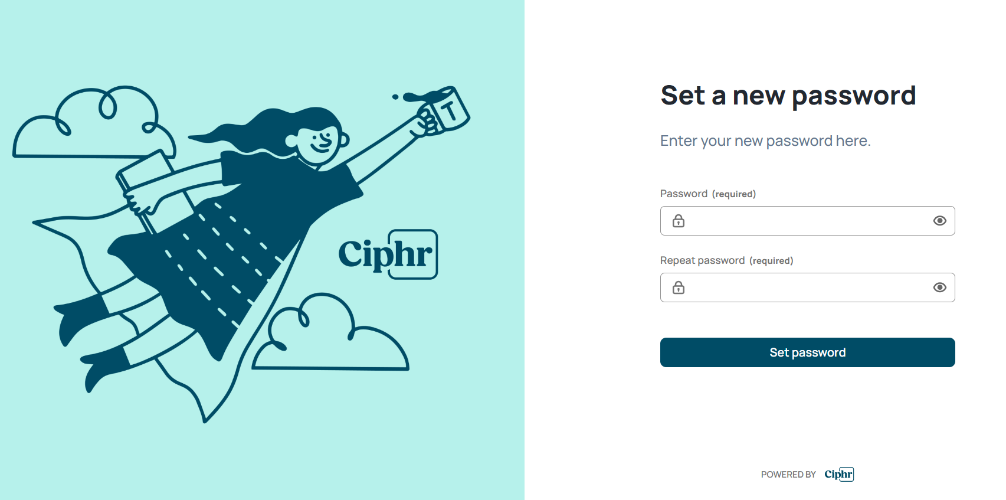 T
Ciphr
Set a new password
Enter your new password here.
Password (required)
Repeat password (required)
Set password
POWERED BY Ciphr